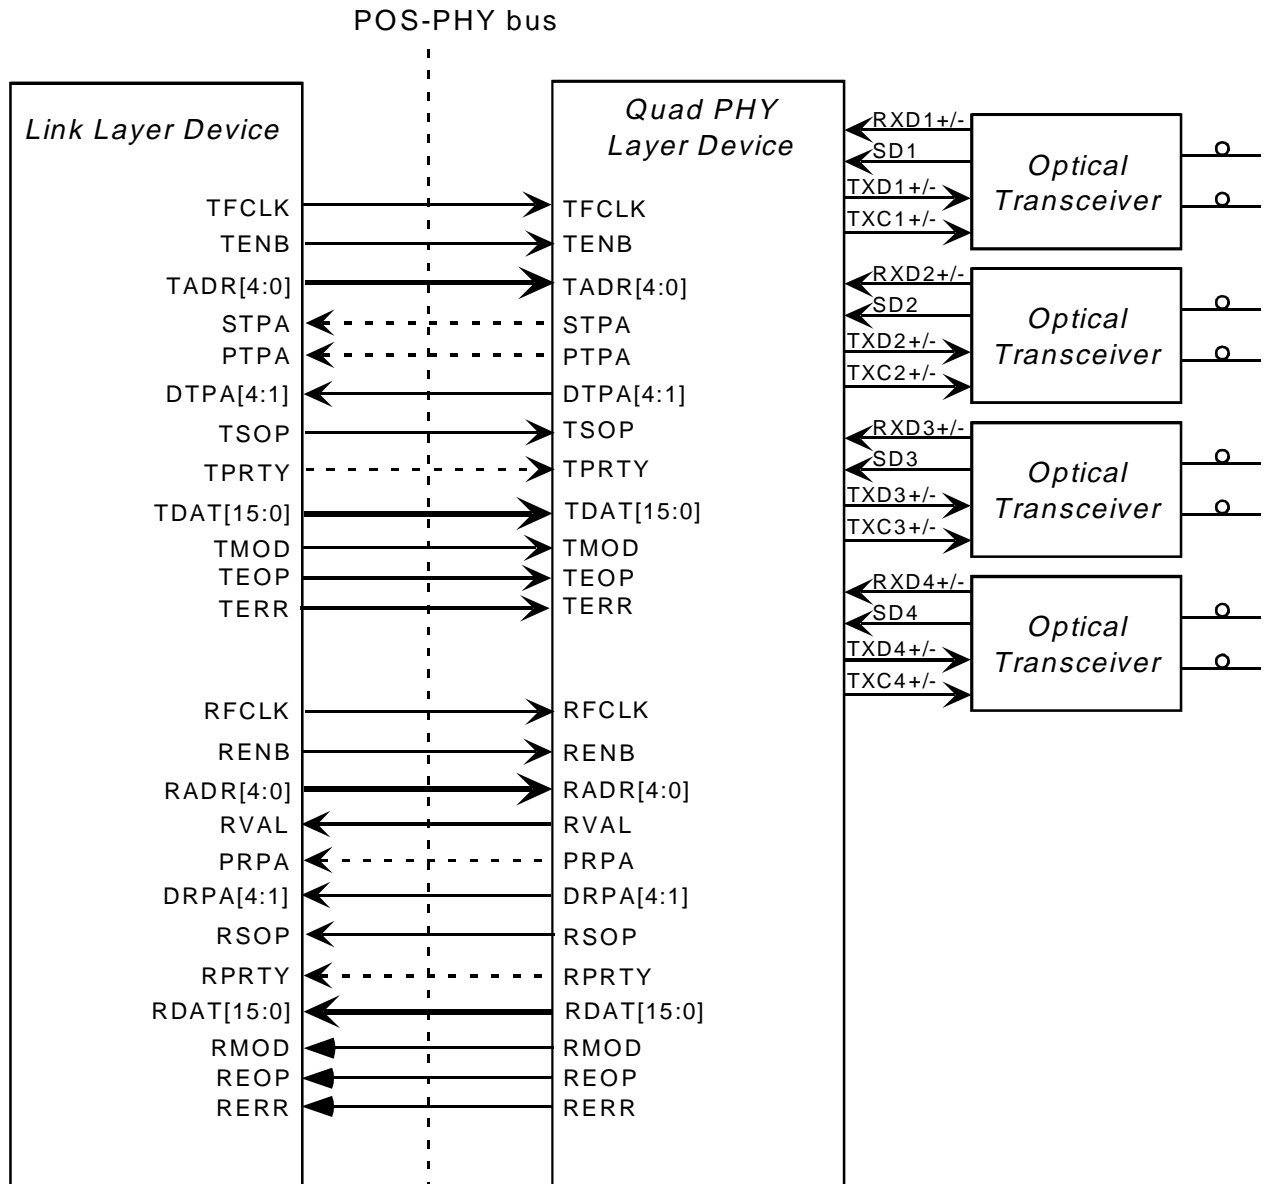 POS-PHY bus
Link Layer Device
TFCLK
TENB
TADR[4:0]
STPA
PTPA
DTPA[4:1]
TSOP
TPRTY
TDAT[15:0]
TMOD
TEOP
TERR
RFCLK
RENB
RADR[4:0]
RVAL
PRPA
DRPA[4:1]
RSOP
RPRTY
RDAT[15:0]
RMOD
REOP
RERR
Quad PHY
Layer Device
TFCLK
TENB
TADR[4:0]
STPA
PTPA
DTPA[4:1]
TSOP
TPRTY
TDAT[15:0]
TMOD
TEOP
TERR
RFCLK
RENB
RADR[4:0]
RVAL
PRPA
DRPA[4:1]
RSOP
RPRTY
RDAT[15:0]
RMOD
REOP
RERR
RXD1+/-
SD1
TXD1+/-
TXC1+/-
Optical
Transceiver
RXD2+/-
SD2
TXD2+/-
TXC2+/-
Optical
Transceiver
RXD3+/-
SD3
TXD3+/-
TXC3+/-
Optical
Transceiver
RXD4+/-
SD4
TXD4+/-
TXC4+/-
Optical
Transceiver